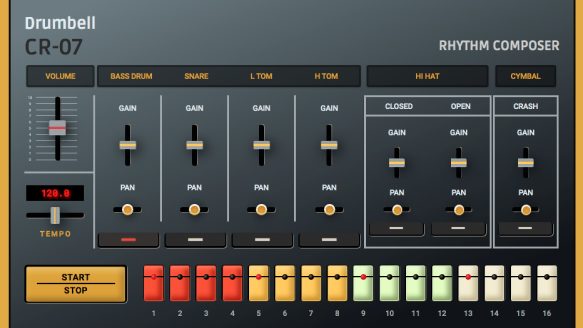 Drumbell
CR-07
RHYTHM COMPOSER
VOLUME BASS DRUM SNARE L TOM H TOM HI HAT CYMBAL
CLOSED OPEN CRASH
GAIN GAIN GAIN GAIN
GAIN GAIN GAIN
PAN PAN PAN PAN
PAN PAN PAN
120.0
TEMPO
START
STOP
1 2 3 4 5 6 7 8 9 10 11 12 13 14 15 16